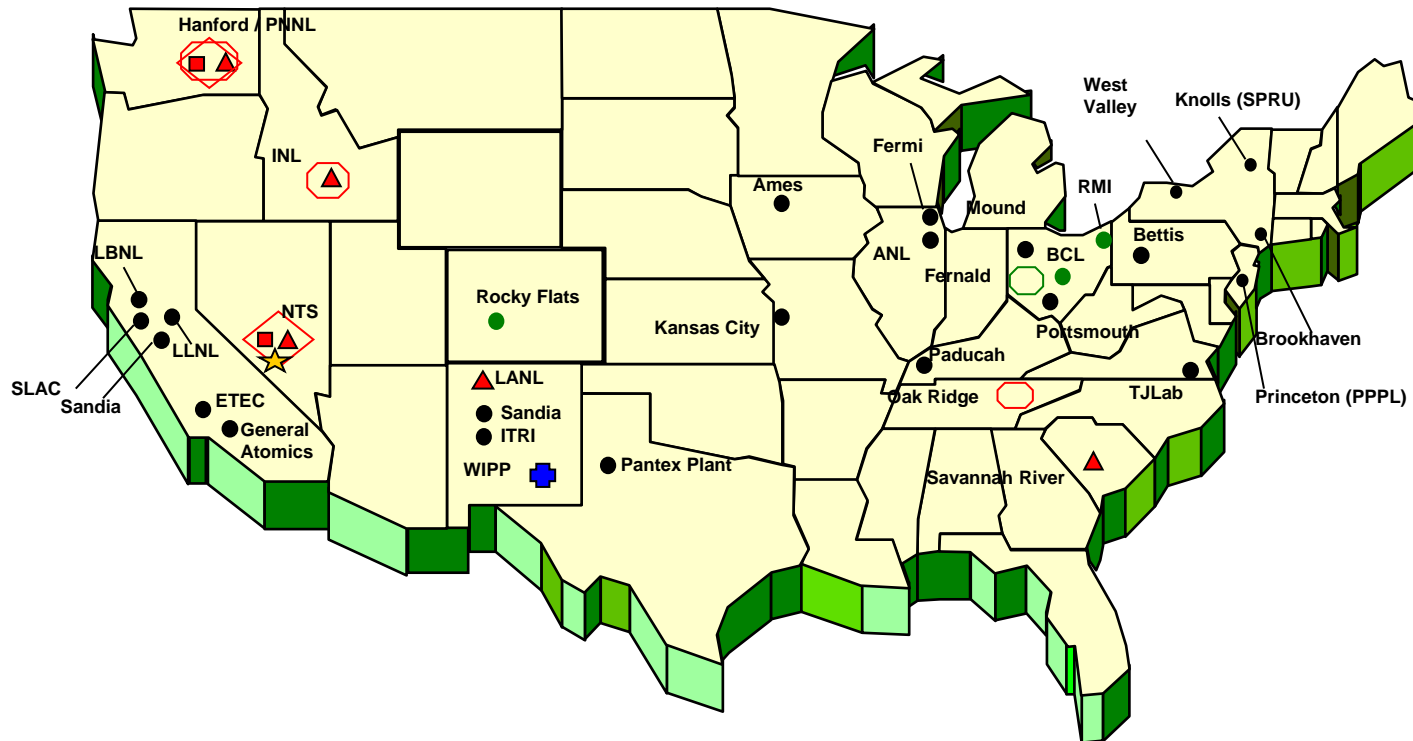 Hanford / PNNL
West
Valley
Knolls (SPRU)
Fermi
INL
Ames
RMI
Mound
LBNL
Bettis
ANL
BCL
Fernald
Rocky Flats
NTS
Kansas City
Portsmouth
Brookhaven
LLNL
Paducah
SLAC
Sandia
LANL
Oak Ridge
TJLab
Princeton (PPPL)
ETEC
Sandia
General
Atomics
ITRI
WIPP
Pantex Plant
Savannah River